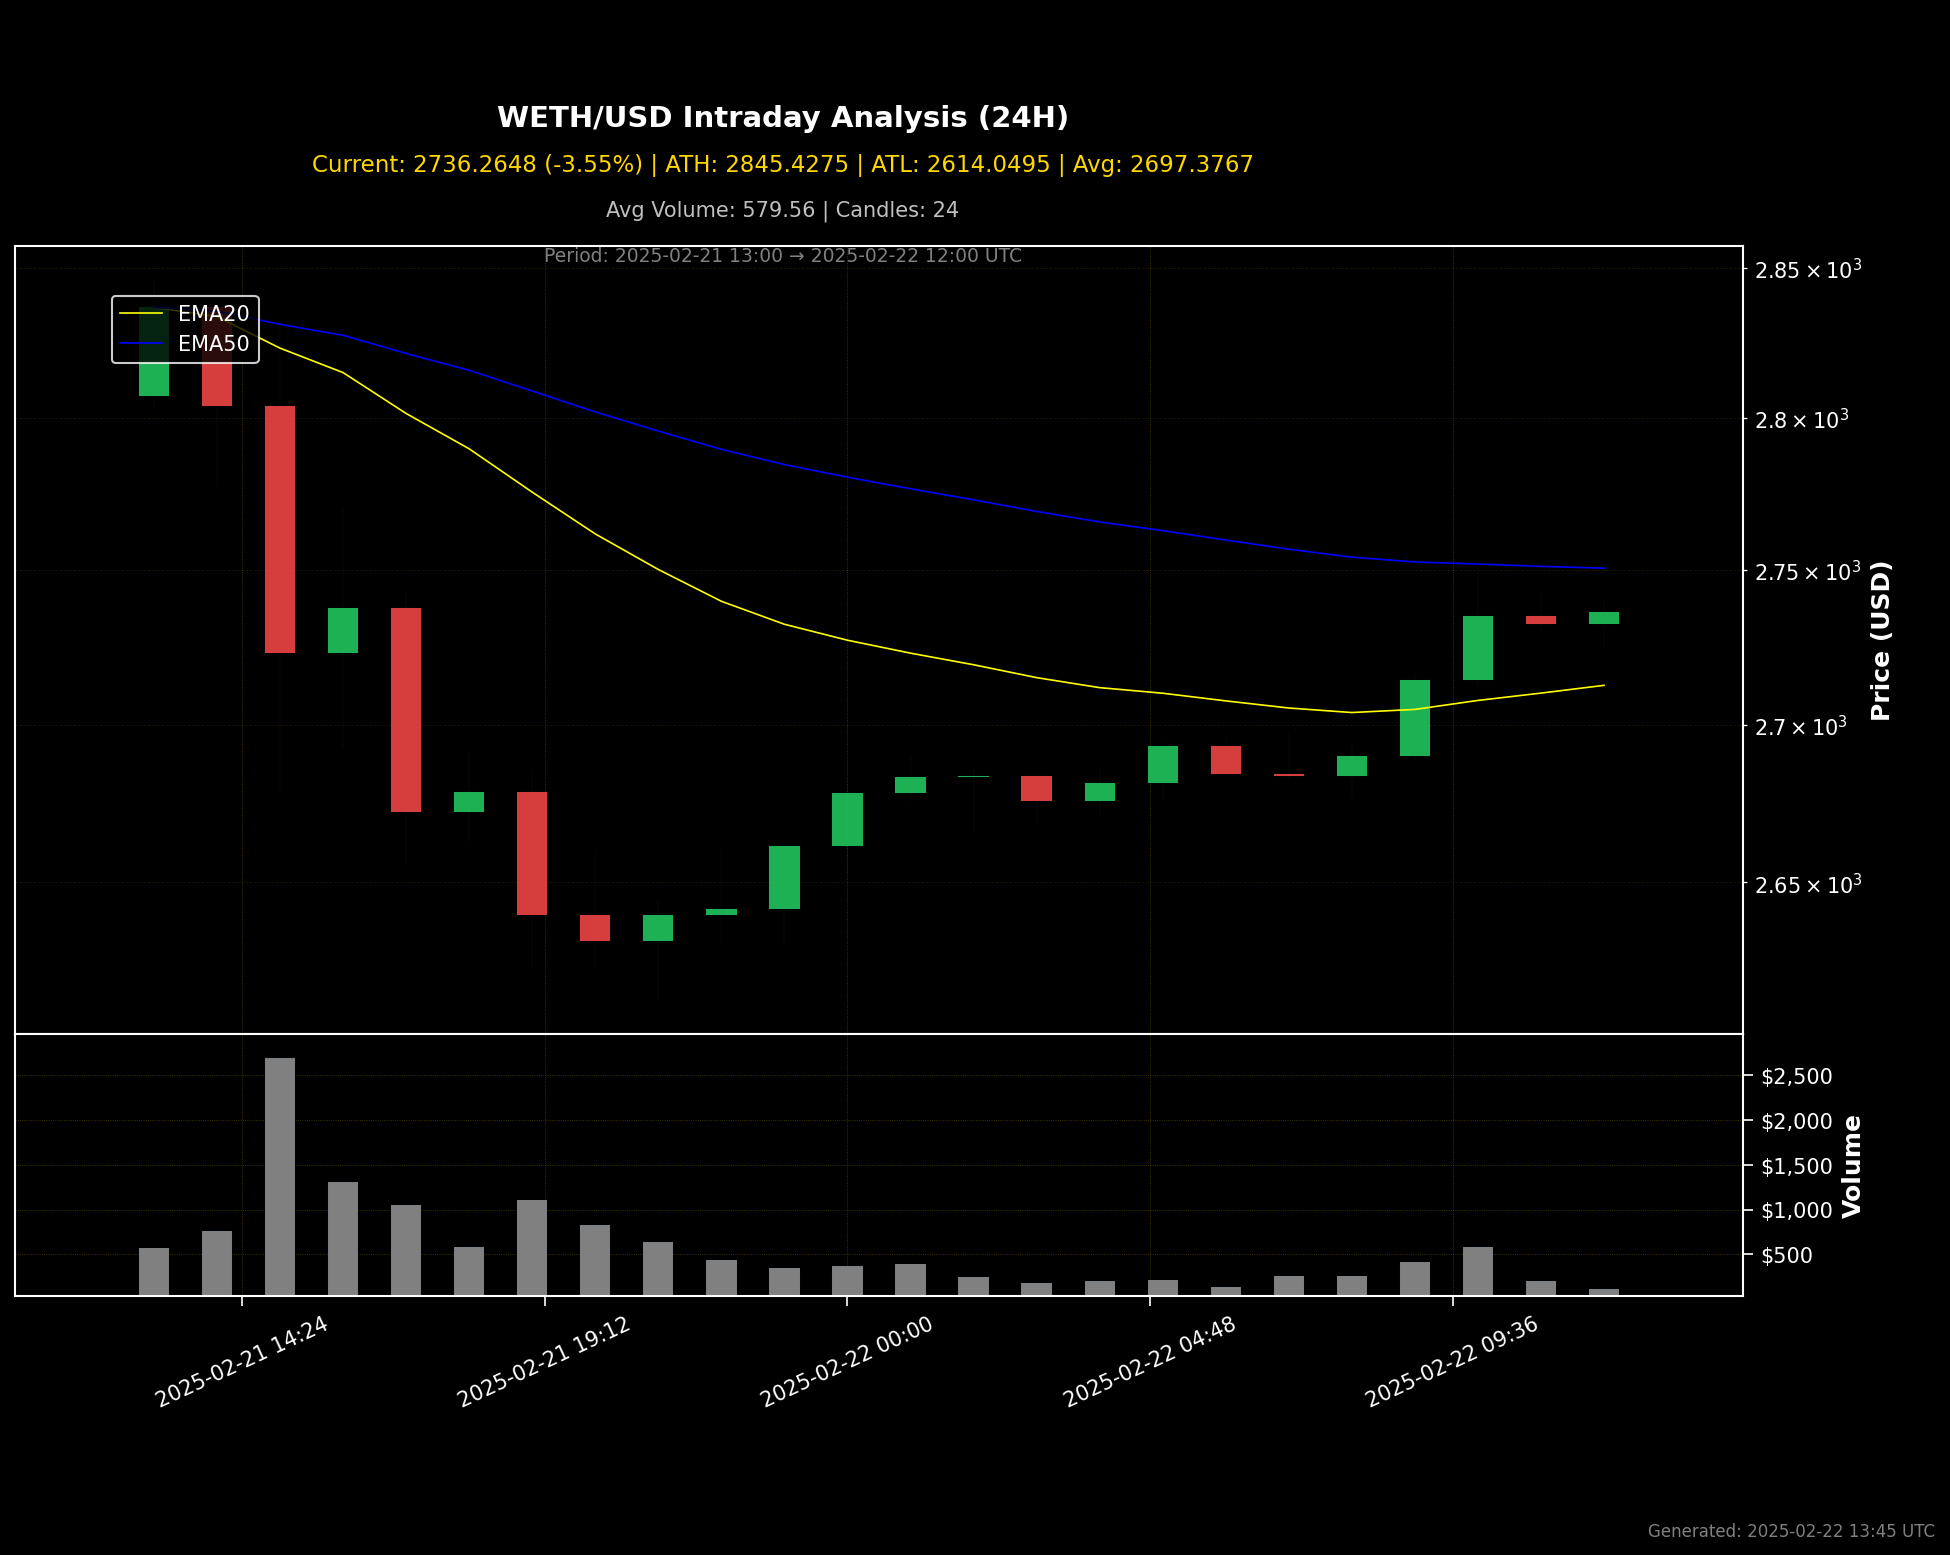 WETH/USD Intraday Analysis (24H)
Current: 2736.2648 (-3.55%) | ATH: 2845.4275 | ATL: 2614.0495 | Avg: 2697.3767
Avg Volume: 579.56 | Candles: 24
Period: 2025-02-21 13:00 → 2025-02-22 12:00 UTC
EMA20
EMA50
2.85 × 10³
2.8 × 10³
2.75 × 10³
2.7 × 10³
2.65 × 10³
Price (USD)
$2,500
$2,000
$1,500
$1,000
$500
Volume
2025-02-21 14:24
2025-02-21 19:12
2025-02-22 00:00
2025-02-22 04:48
2025-02-22 09:36
Generated: 2025-02-22 13:45 UTC